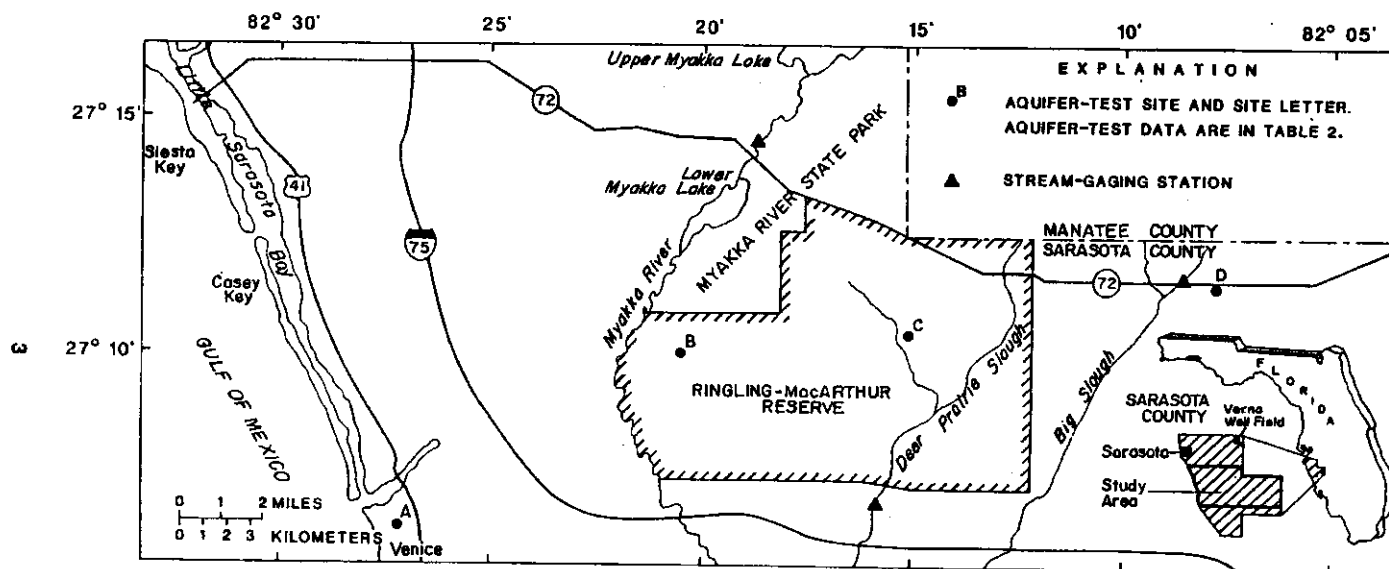 82° 30'
25'
20'
15'
10'
82° 05'
Upper Myakka Lake
EXPLANATION
B
AQUIFER-TEST SITE AND SITE LETTER.
AQUIFER-TEST DATA ARE IN TABLE 2.
STREAM-GAGING STATION
27° 15'
72
Little
Sarasota
Bay
Siesta
Key
41
Lower
Myakka Lake
MYAKKA RIVER STATE PARK
75
MANATEE COUNTY
SARASOTA COUNTY
72
D
Casey
Key
Myakka River
3
27° 10'
B
C
GULF OF MEXICO
RINGLING-MacARTHUR
RESERVE
Deer Prairie Slough
Big Slough
FLORIDA
SARASOTA
COUNTY
Verna
Well Field
Sarasota
Study
Area
0 1 2 MILES
0 1 2 3 KILOMETERS
A
Venice